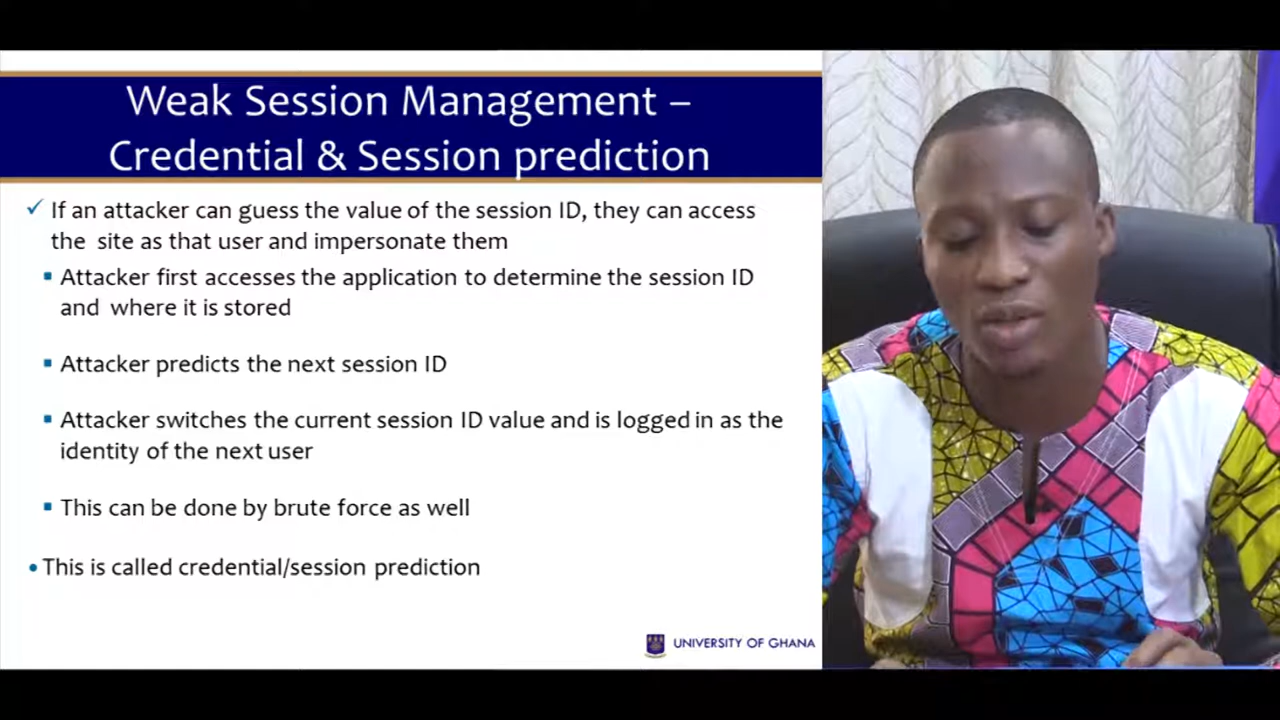 Weak Session Management –
Credential & Session prediction
✓ If an attacker can guess the value of the session ID, they can access
the site as that user and impersonate them
▪ Attacker first accesses the application to determine the session ID
and where it is stored
▪ Attacker predicts the next session ID
▪ Attacker switches the current session ID value and is logged in as the
identity of the next user
▪ This can be done by brute force as well
• This is called credential/session prediction
UNIVERSITY OF GHANA